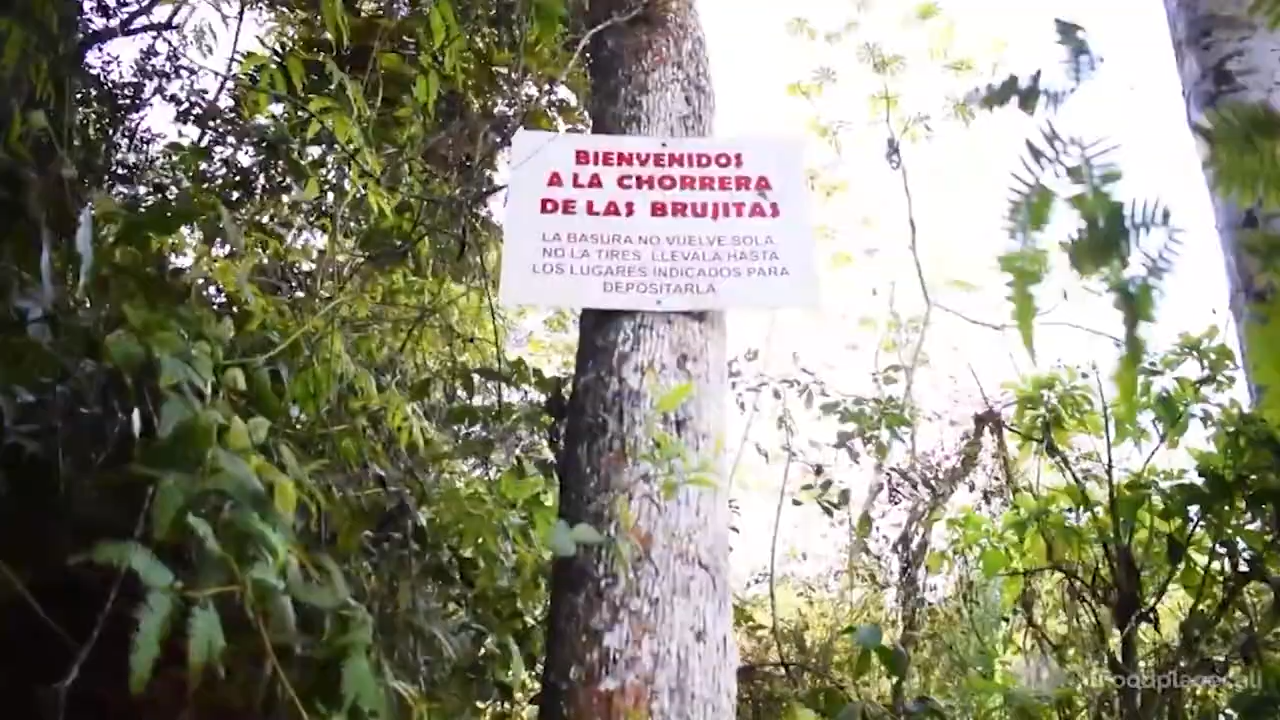 BIENVENIDOS
A LA CHORRERA
DE LAS BRUJITAS
LA BASURA NO VUELVE SOLA,
NO LA TIRES LLEVALA HASTA
LOS LUGARES INDICADOS PARA
DEPOSITARLA